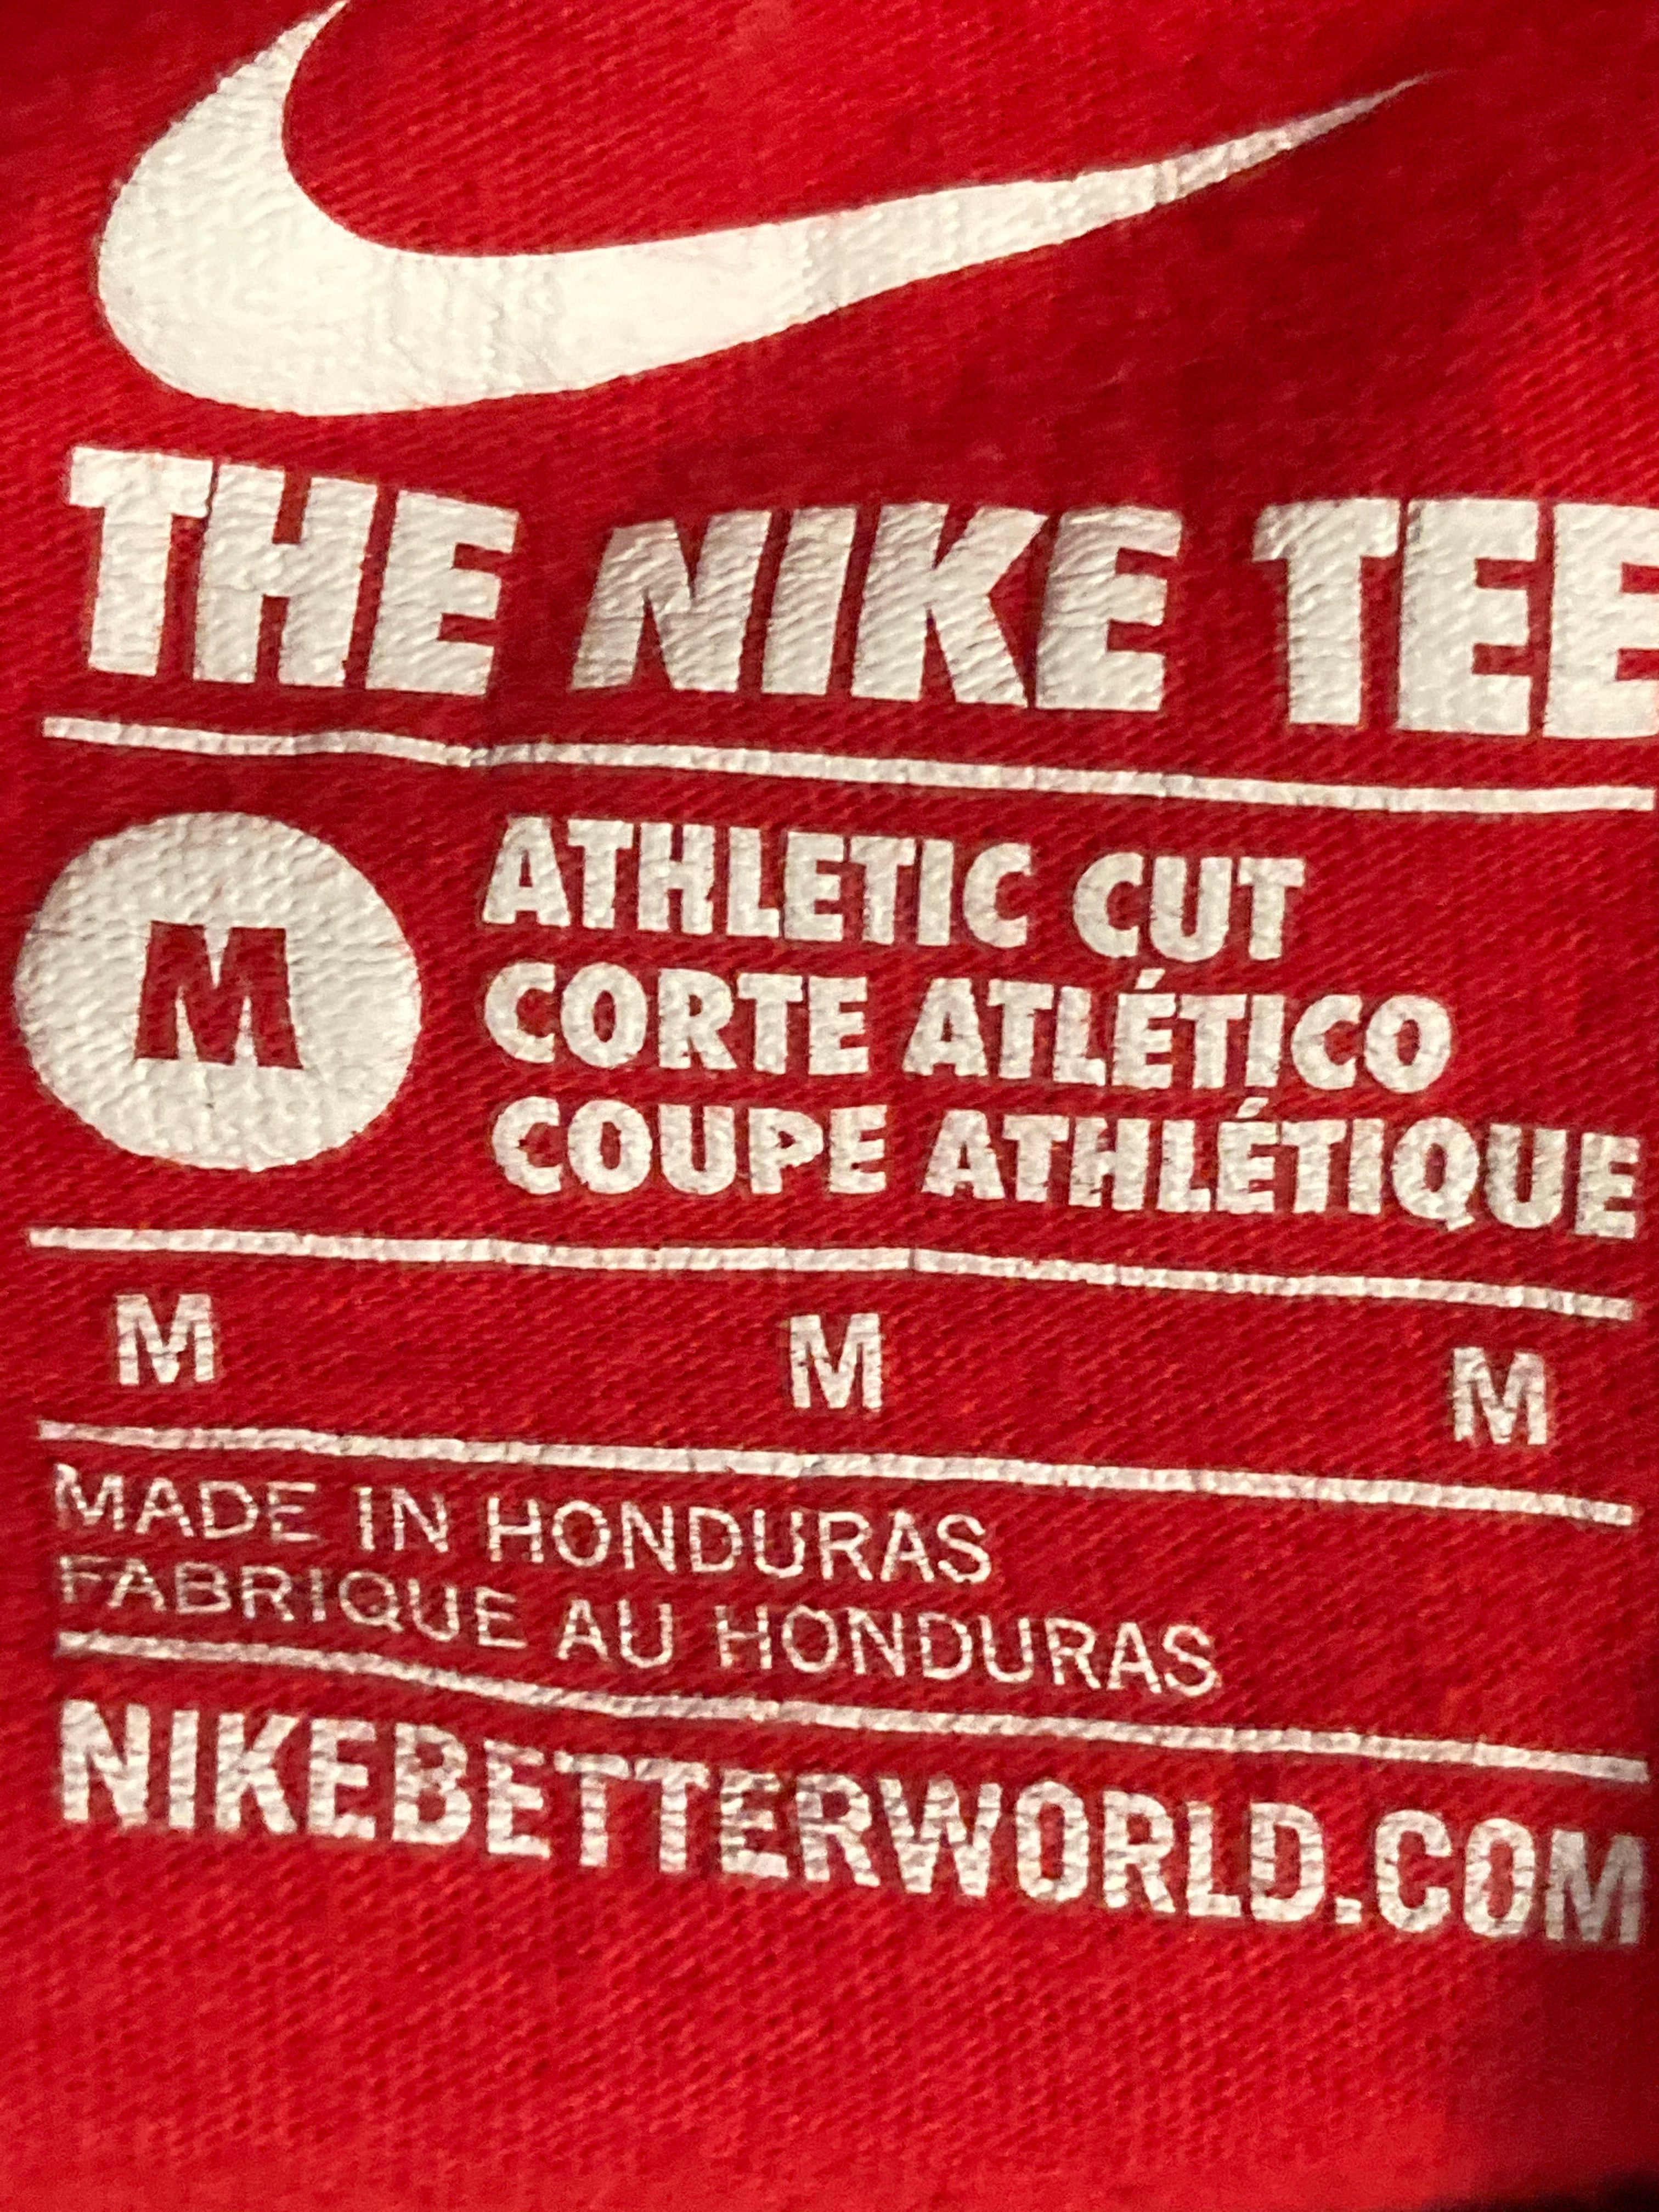 THE NIKE TEE
M
ATHLETIC CUT
CORTE ATLÉTICO
COUPE ATHLÉTIQUE
M M M
MADE IN HONDURAS
FABRIQUE AU HONDURAS
NIKEBETTERWORLD.COM